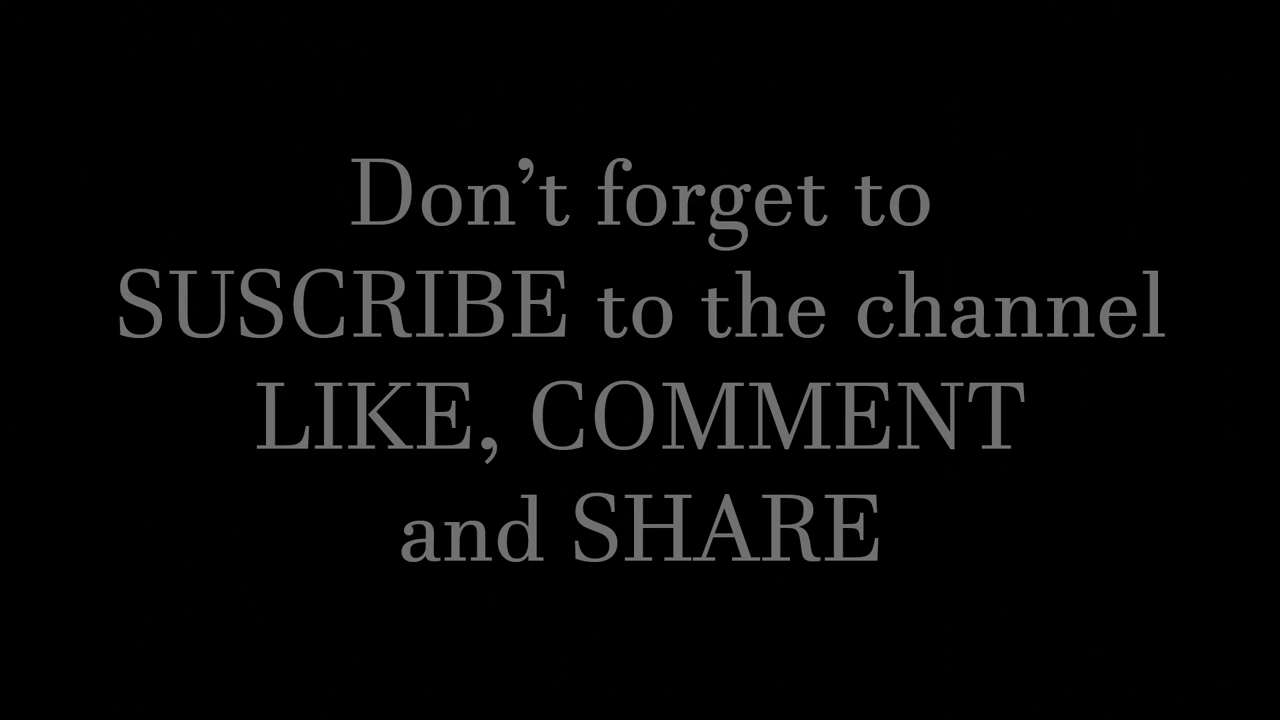 Don’t forget to
SUSCRIBE to the channel
LIKE, COMMENT
and SHARE